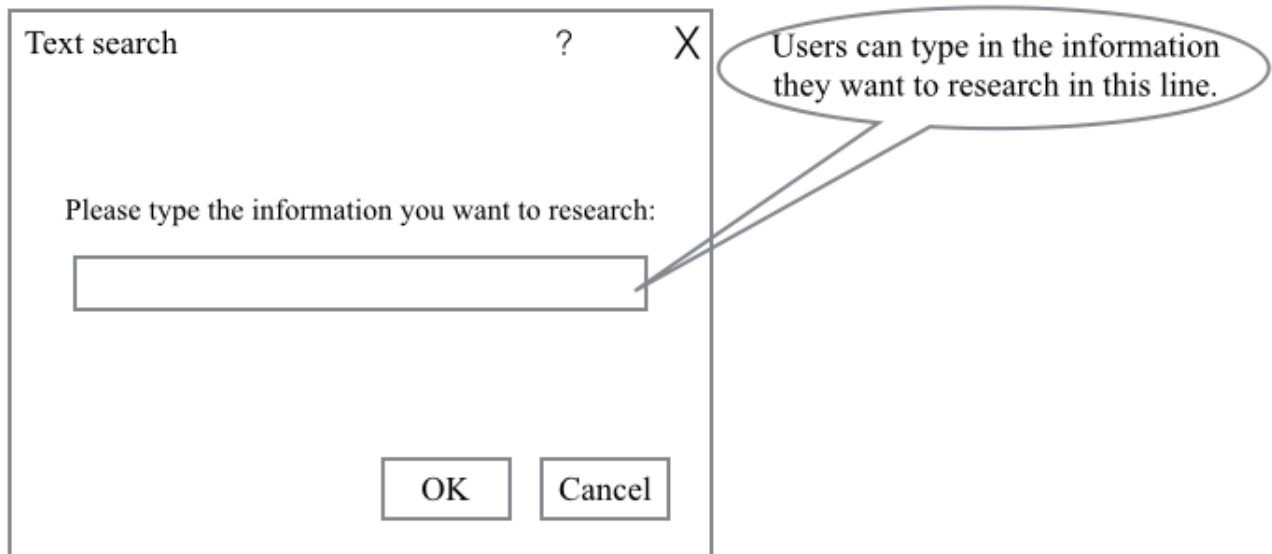 Text search ? X
Users can type in the information
they want to research in this line.
Please type the information you want to research:
OK Cancel